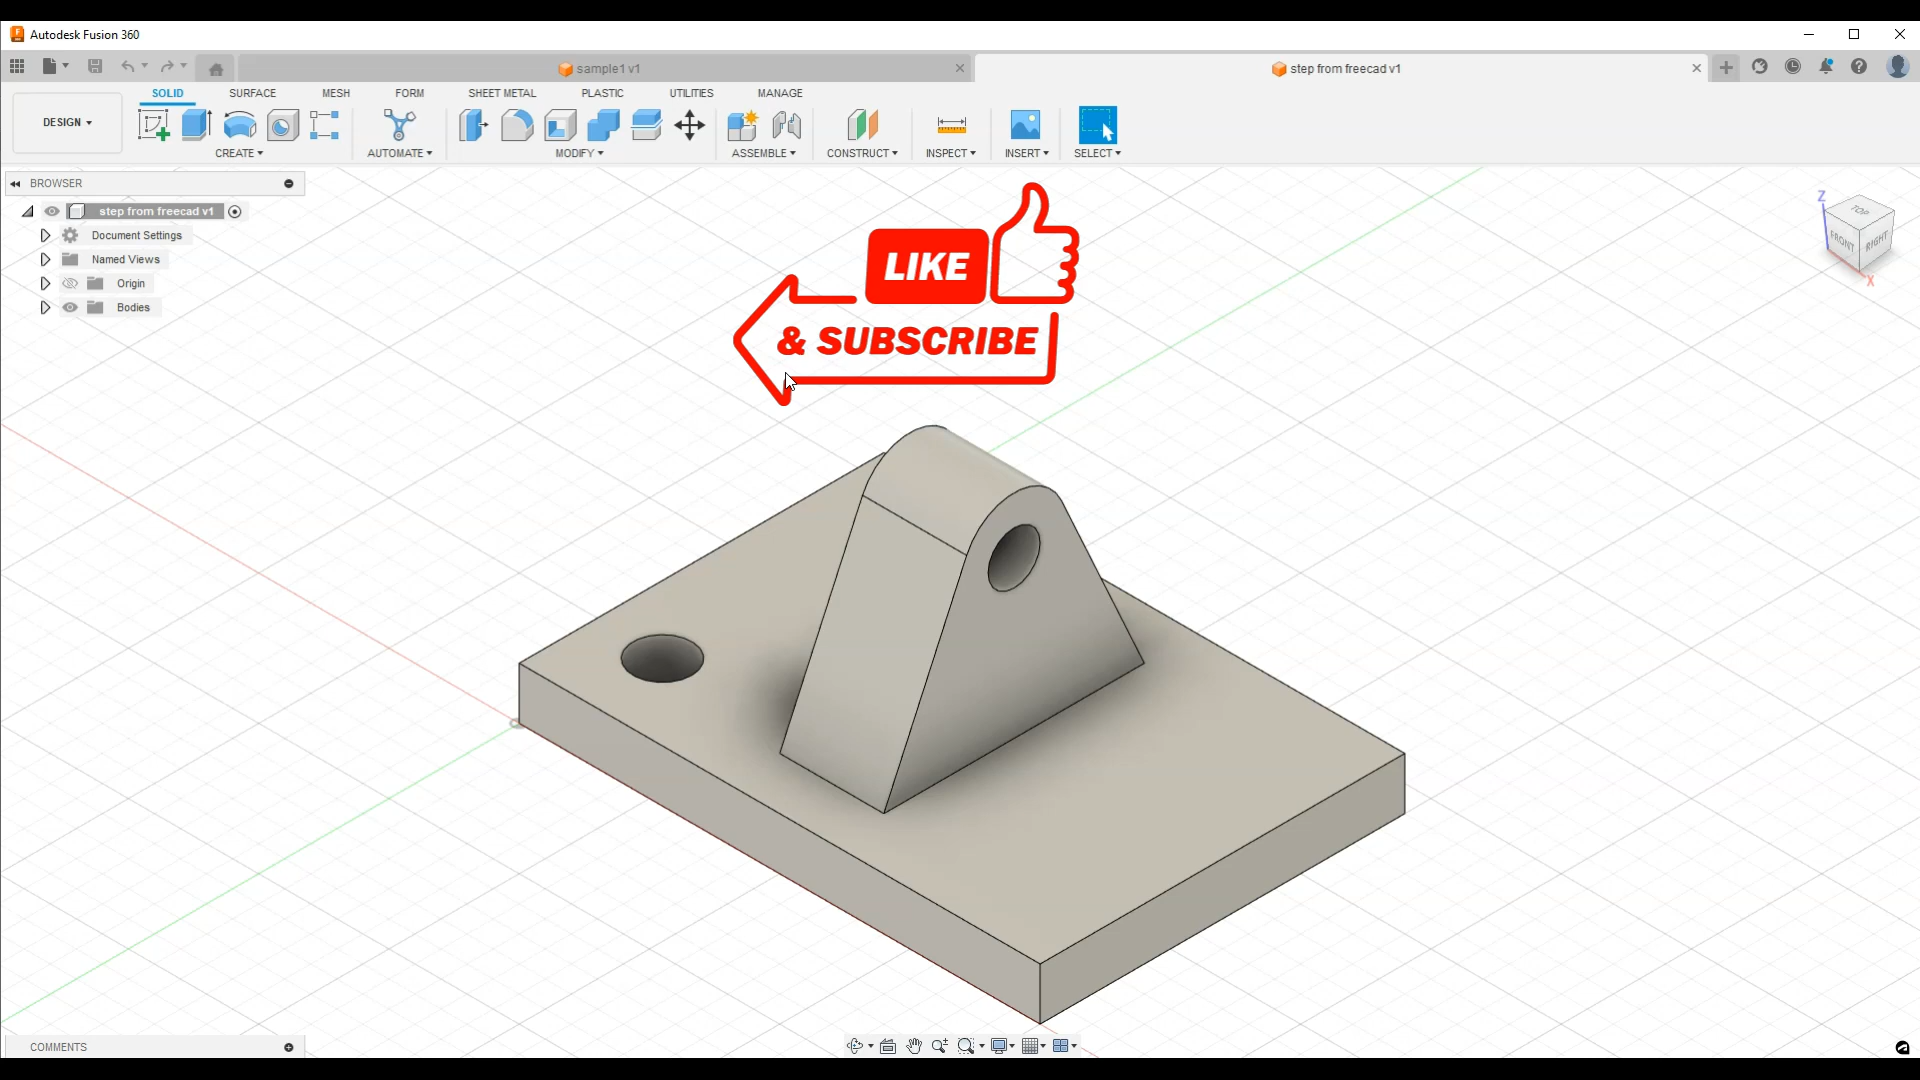 Autodesk Fusion 360
sample1 v1
step from freecad v1
SOLID SURFACE MESH FORM SHEET METAL PLASTIC UTILITIES MANAGE
DESIGN
CREATE AUTOMATE MODIFY ASSEMBLE CONSTRUCT INSPECT INSERT SELECT
BROWSER
step from freecad v1
Document Settings
Named Views
Origin
Bodies
LIKE
& SUBSCRIBE
Z
TOP
FRONT
RIGHT
X
COMMENTS